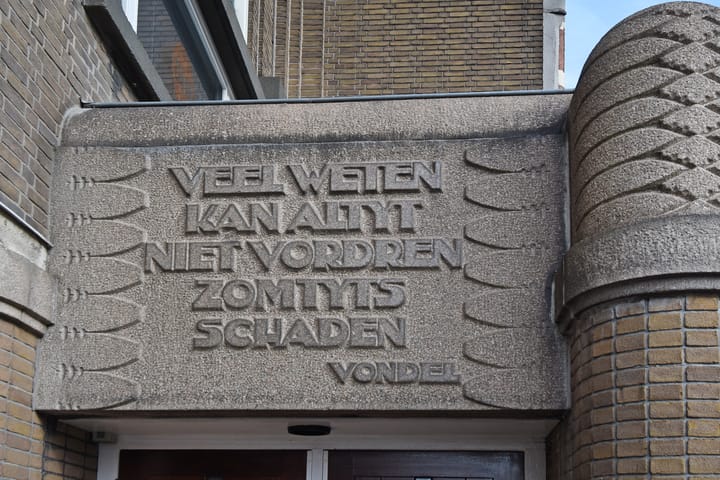 VEEL WETEN
KAN ALTYT
NIET VORDREN
ZOMTYTS
SCHADEN
VONDEL